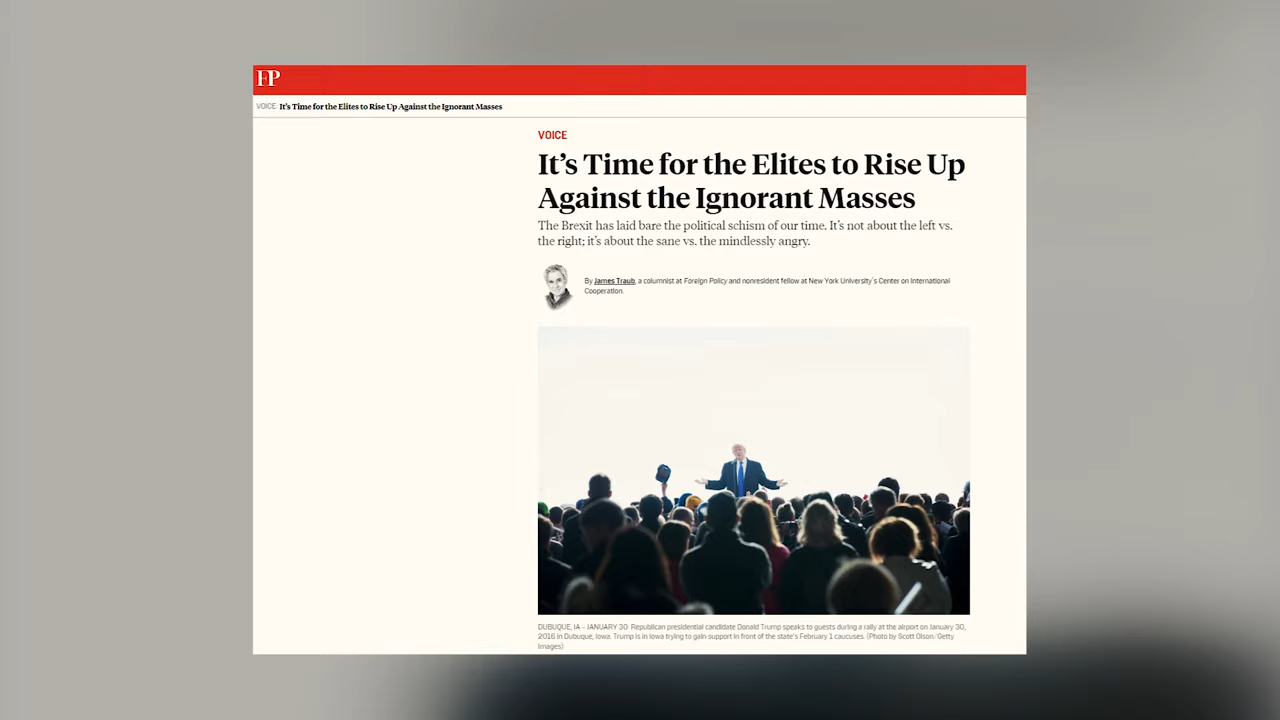 FP
VOICE It's Time for the Elites to Rise Up Against the Ignorant Masses
VOICE
It's Time for the Elites to Rise Up
Against the Ignorant Masses
The Brexit has laid bare the political schism of our time. It's not about the left vs.
the right; it's about the sane vs. the mindlessly angry.
By James Traub, a columnist at Foreign Policy and nonresident fellow at New York University's Center on International
Cooperation.
DUBUQUE, IA - JANUARY 30: Republican presidential candidate Donald Trump speaks to guests during a rally at the airport on January 30,
2016 in Dubuque, Iowa. Trump is in Iowa trying to gain support in front of the state's February 1 caucuses. (Photo by Scott Olson/Getty
Images)